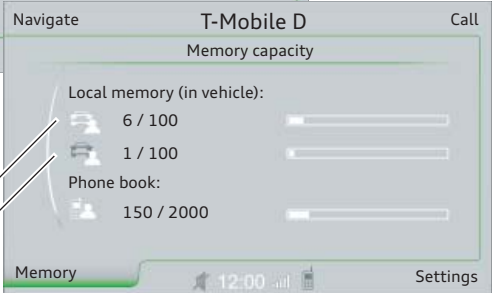 Navigate T-Mobile D Call
Memory capacity
Local memory (in vehicle):
6 / 100
1 / 100
Phone book:
150 / 2000
Memory 12:00 Settings